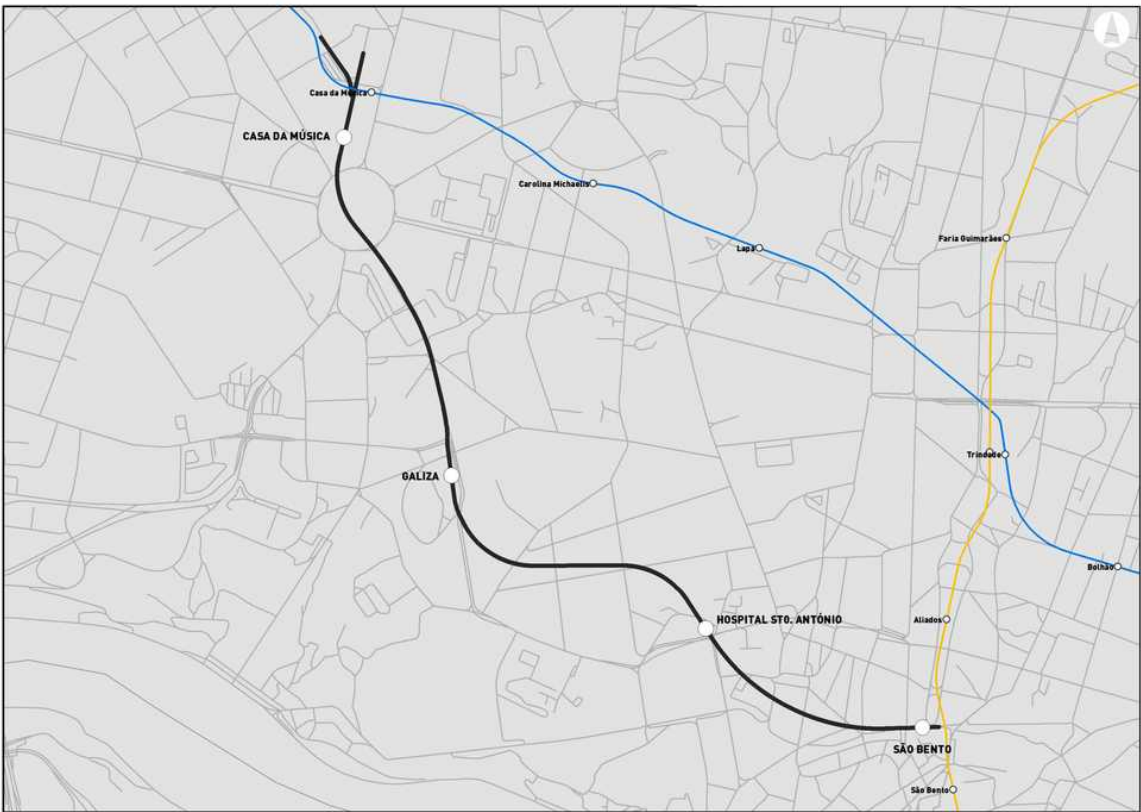 Casa da Música
CASA DA MÚSICA
Carolina Michaelis
Faria Guimarães
Lapa
Trindade
GALIZA
Bolhão
HOSPITAL STO. ANTÓNIO
Aliados
SÃO BENTO
São Bento